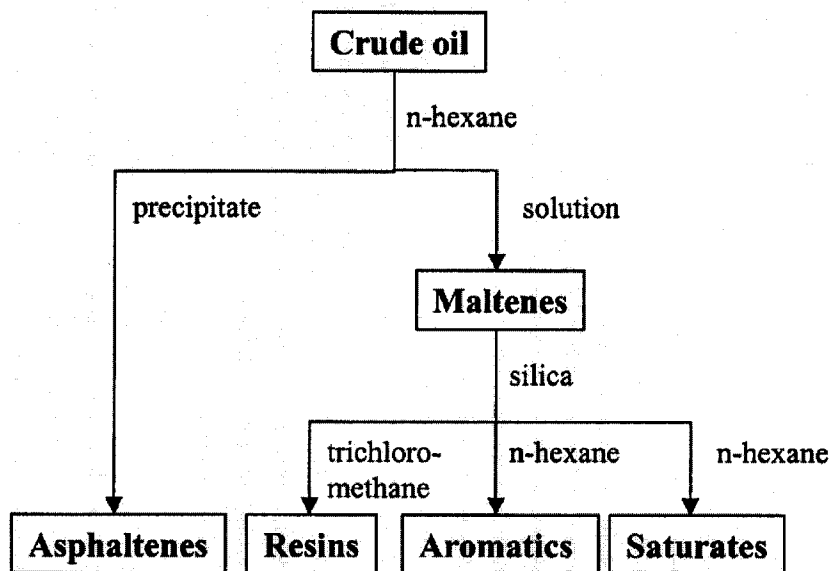 Crude oil
n-hexane
precipitate
solution
Maltenes
silica
trichloro-
methane
n-hexane
n-hexane
Asphaltenes
Resins
Aromatics
Saturates